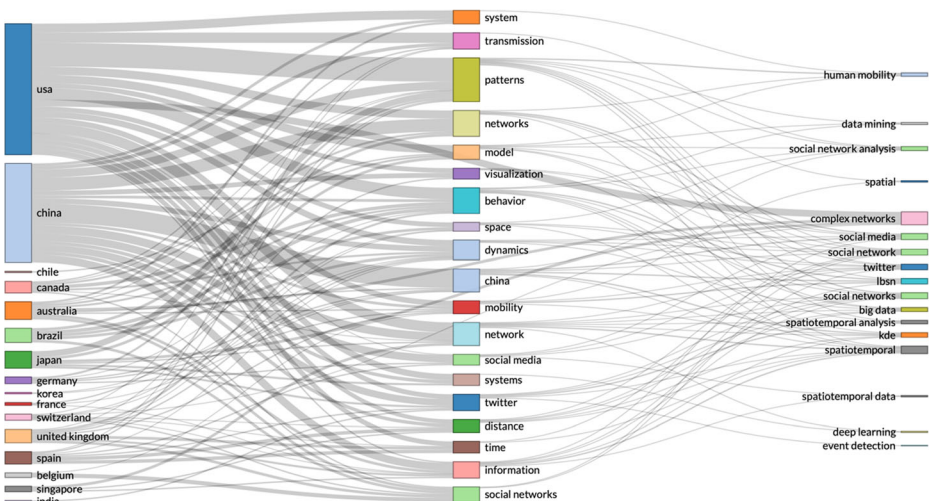 usa
china
chile
canada
australia
brazil
japan
germany
korea
france
switzerland
united kingdom
spain
belgium
singapore
india
system
transmission
patterns
networks
model
visualization
behavior
space
dynamics
china
mobility
network
social media
systems
twitter
distance
time
information
social networks
human mobility
data mining
social network analysis
spatial
complex networks
social media
social network
twitter
lbsn
social networks
big data
spatiotemporal analysis
kde
spatiotemporal
spatiotemporal data
deep learning
event detection